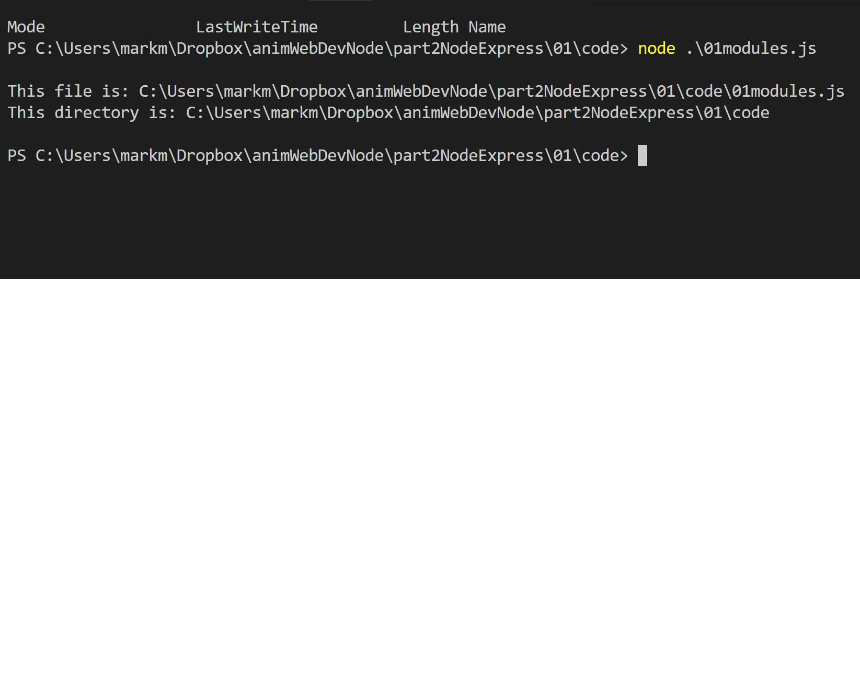 Mode                LastWriteTime         Length Name
PS C:\Users\markm\Dropbox\animWebDevNode\part2NodeExpress\01\code> node .\01modules.js
This file is: C:\Users\markm\Dropbox\animWebDevNode\part2NodeExpress\01\code\01modules.js
This directory is: C:\Users\markm\Dropbox\animWebDevNode\part2NodeExpress\01\code
PS C:\Users\markm\Dropbox\animWebDevNode\part2NodeExpress\01\code>